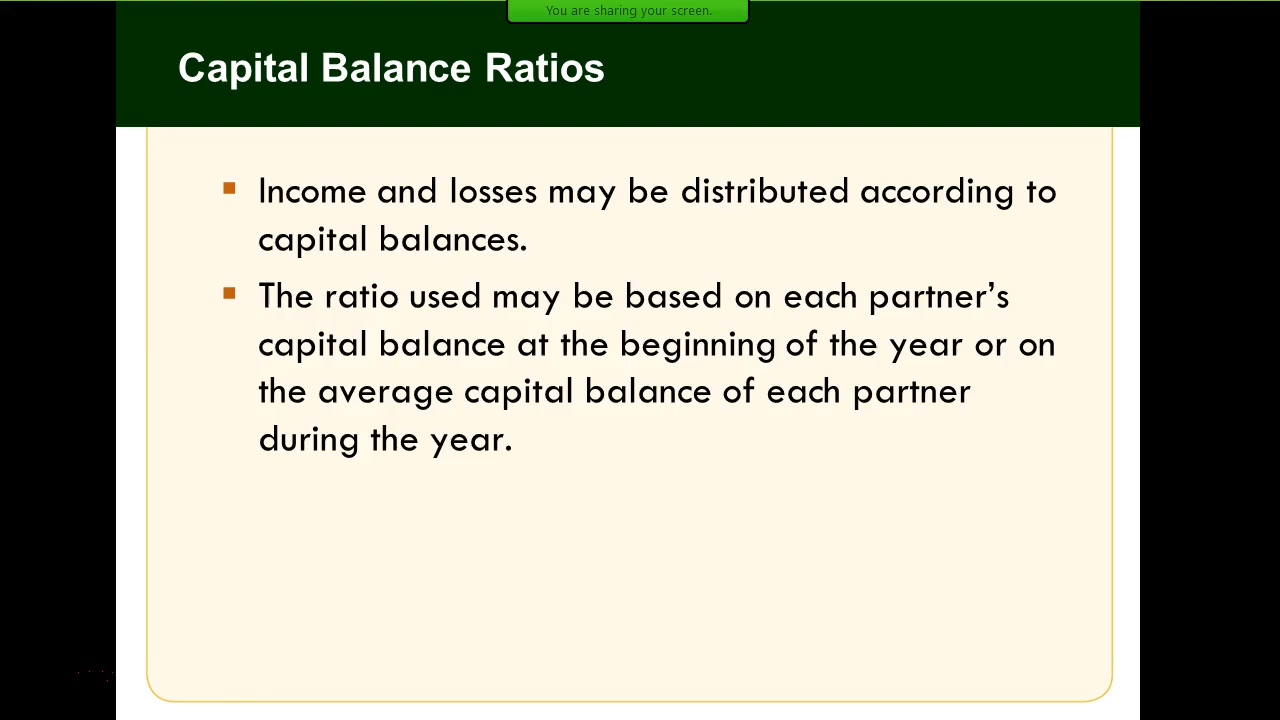 You are sharing your screen.
Capital Balance Ratios
Income and losses may be distributed according to
capital balances.
The ratio used may be based on each partner’s
capital balance at the beginning of the year or on
the average capital balance of each partner
during the year.